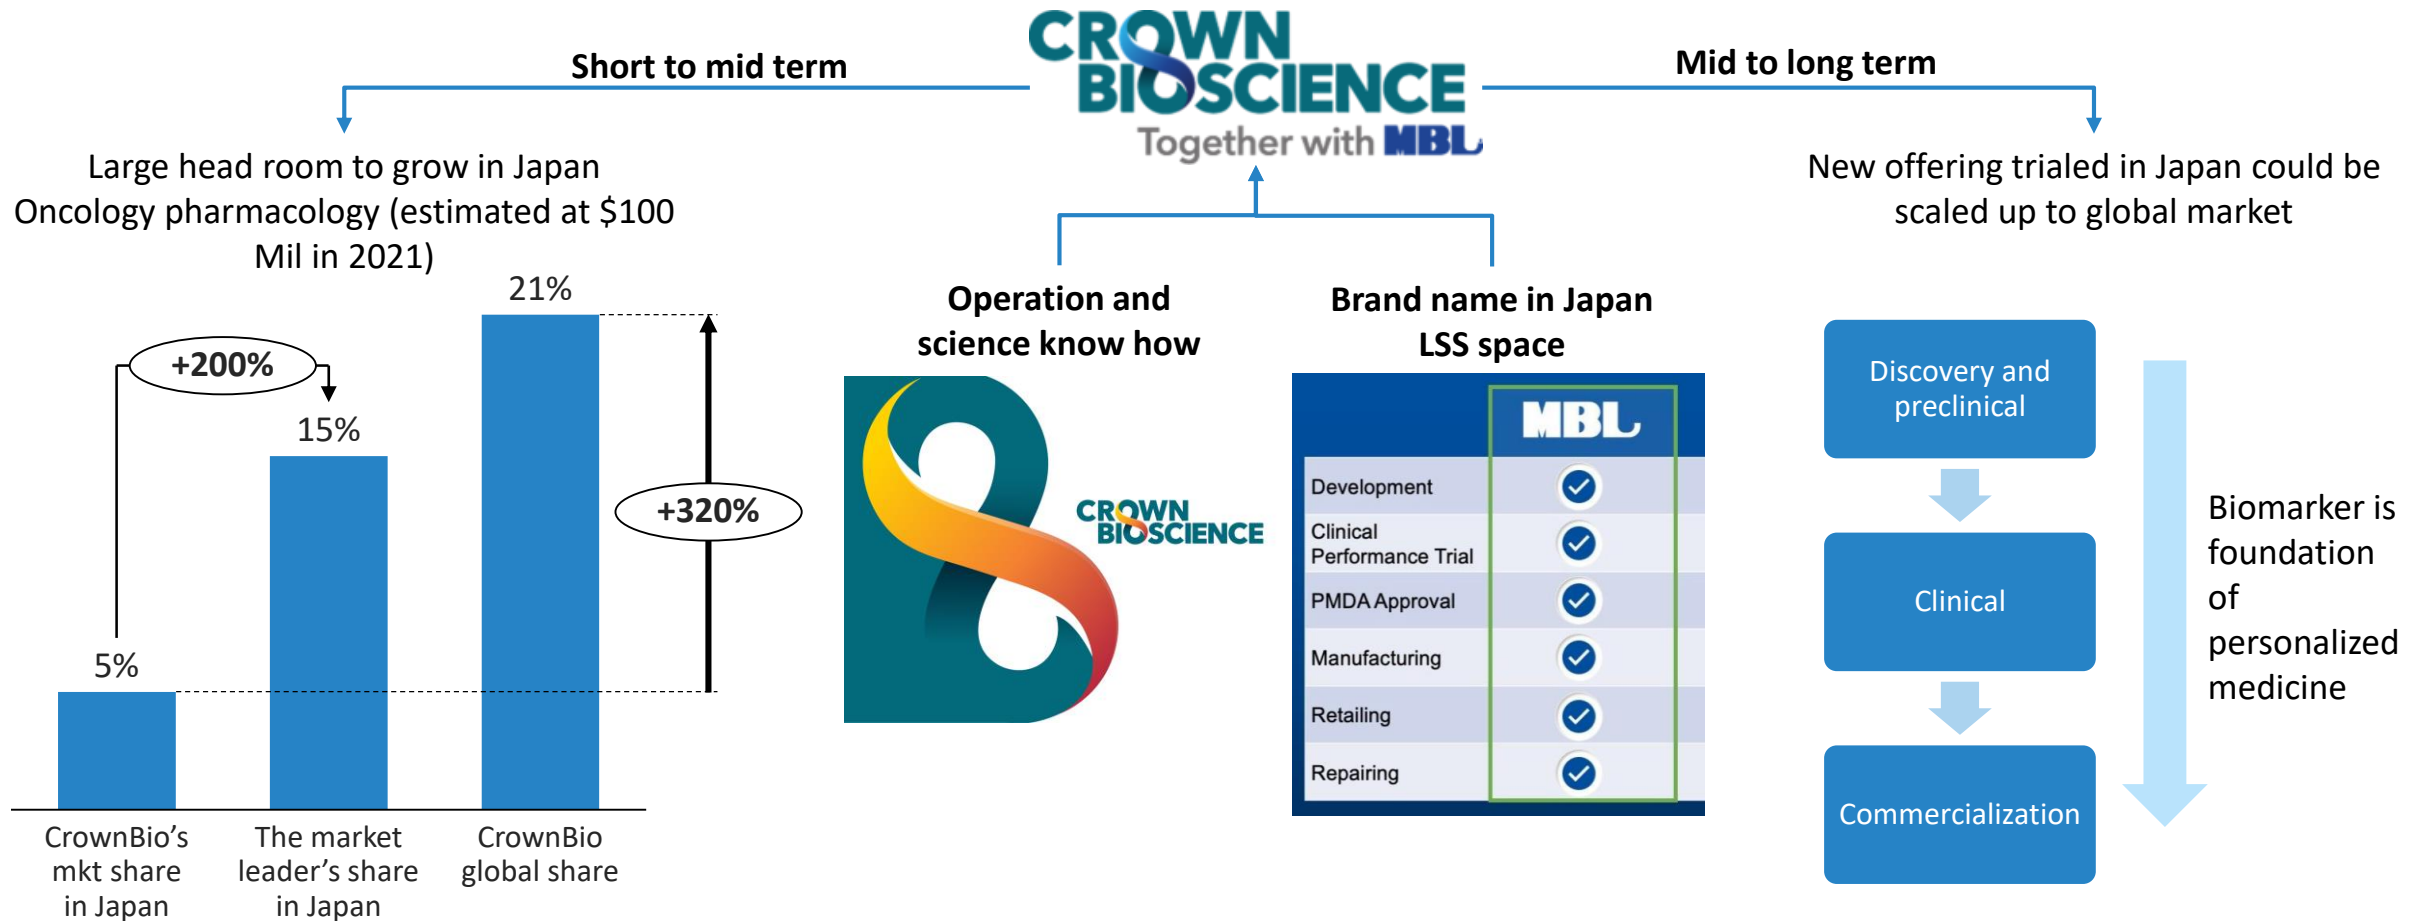 CROWN
BIOSCIENCE
Together with MBL
Short to mid term
Mid to long term
Large head room to grow in Japan
Oncology pharmacology (estimated at $100
Mil in 2021)
21%
+200%
15%
+320%
5%
CrownBio’s
mkt share
in Japan
The market
leader’s share
in Japan
CrownBio
global share
Operation and
science know how
CROWN
BIOSCIENCE
Brand name in Japan
LSS space
MBL
Development
Clinical
Performance Trial
PMDA Approval
Manufacturing
Retailing
Repairing
New offering trialed in Japan could be
scaled up to global market
Discovery and
preclinical
Clinical
Commercialization
Biomarker is
foundation
of
personalized
medicine